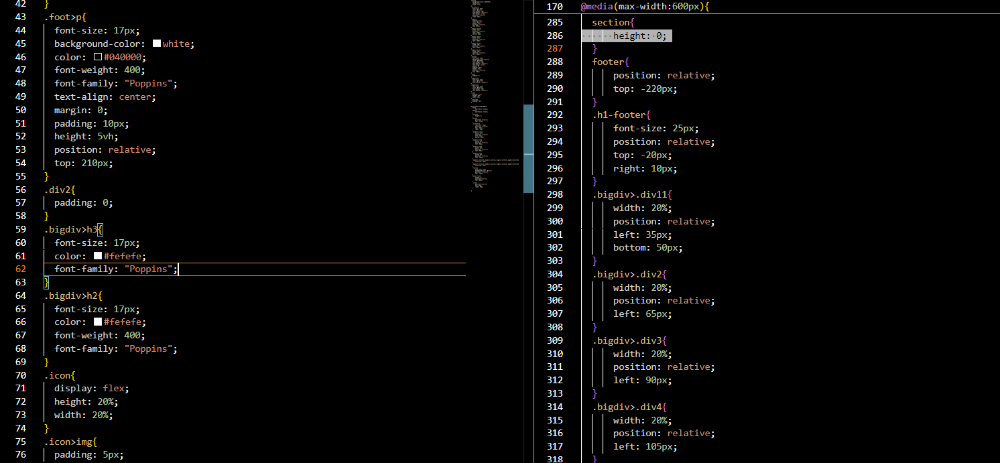 42 }
43 .foot>p{
44 font-size: 17px;
45 background-color: white;
46 color: #040000;
47 font-weight: 400;
48 font-family: "Poppins";
49 text-align: center;
50 margin: 0;
51 padding: 10px;
52 height: 5vh;
53 position: relative;
54 top: 210px;
55 }
56 .div2{
57 padding: 0;
58 }
59 .bigdiv>h3{
60 font-size: 17px;
61 color: #fefefe;
62 font-family: "Poppins";
63 }
64 .bigdiv>h2{
65 font-size: 17px;
66 color: #fefefe;
67 font-weight: 400;
68 font-family: "Poppins";
69 }
70 .icon{
71 display: flex;
72 height: 20%;
73 width: 20%;
74 }
75 .icon>img{
76 padding: 5px;
170 @media(max-width:600px){
285 section{
286 height: 0;
287 }
288 footer{
289 position: relative;
290 top: -220px;
291 }
292 .h1-footer{
293 font-size: 25px;
294 position: relative;
295 top: -20px;
296 right: 10px;
297 }
298 .bigdiv>.div11{
299 width: 20%;
300 position: relative;
301 left: 35px;
302 bottom: 50px;
303 }
304 .bigdiv>.div2{
305 width: 20%;
306 position: relative;
307 left: 65px;
308 }
309 .bigdiv>.div3{
310 width: 20%;
311 position: relative;
312 left: 90px;
313 }
314 .bigdiv>.div4{
315 width: 20%;
316 position: relative;
317 left: 105px;
318 }